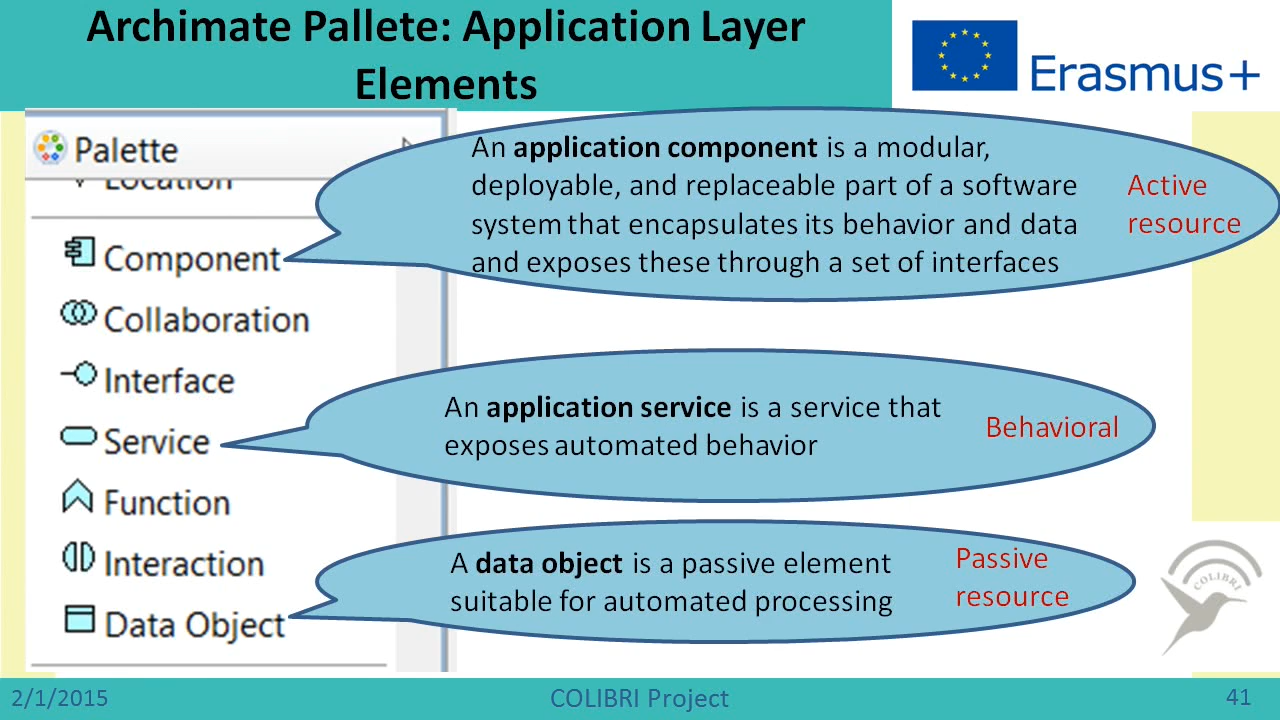 Archimate Pallete: Application Layer
Elements
Erasmus+
Palette
Location
Component
Collaboration
Interface
Service
Function
Interaction
Data Object
An application component is a modular,
deployable, and replaceable part of a software
system that encapsulates its behavior and data
and exposes these through a set of interfaces
Active
resource
An application service is a service that
exposes automated behavior
Behavioral
A data object is a passive element
suitable for automated processing
Passive
resource
COLIBRI
2/1/2015
COLIBRI Project
41